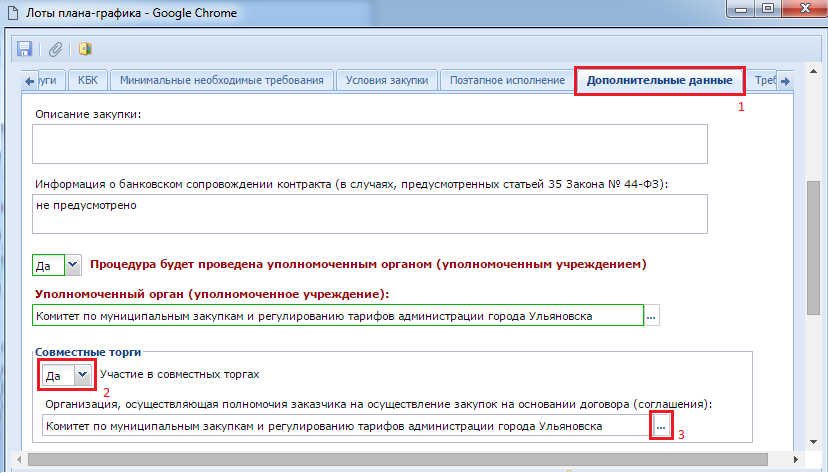 Лоты плана-графика - Google Chrome
уги КБК Минимальные необходимые требования Условия закупки Поэтапное исполнение Дополнительные данные Треб
1
Описание закупки:
Информация о банковском сопровождении контракта (в случаях, предусмотренных статьей 35 Закона № 44-ФЗ):
не предусмотрено
Да Процедура будет проведена уполномоченным органом (уполномоченным учреждением)
Уполномоченный орган (уполномоченное учреждение):
Комитет по муниципальным закупкам и регулированию тарифов администрации города Ульяновска ...
Совместные торги
Да Участие в совместных торгах
2
Организация, осуществляющая полномочия заказчика на осуществление закупок на основании договора (соглашения):
Комитет по муниципальным закупкам и регулированию тарифов администрации города Ульяновска ... 3